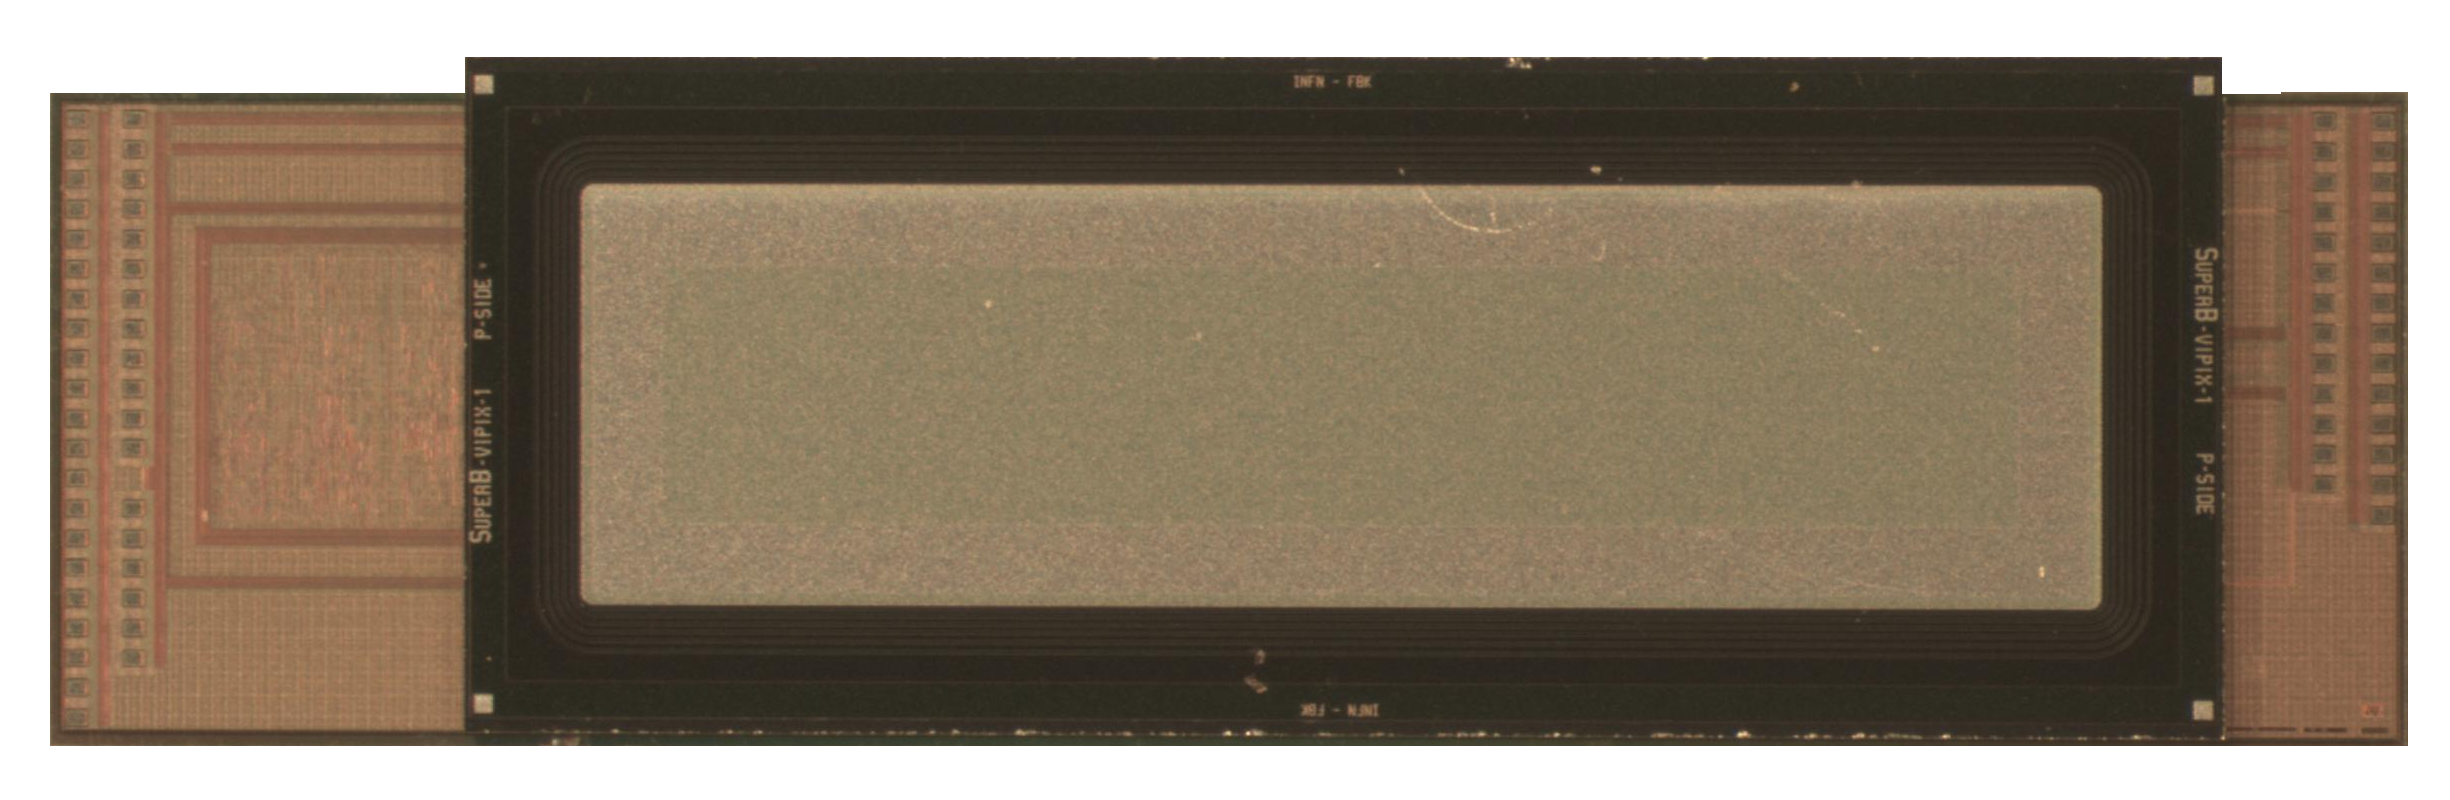 INFN - FBK
SUPERB-VIPIX-1 P-SIDE
SUPERB-VIPIX-1 P-SIDE
INFN - FBK